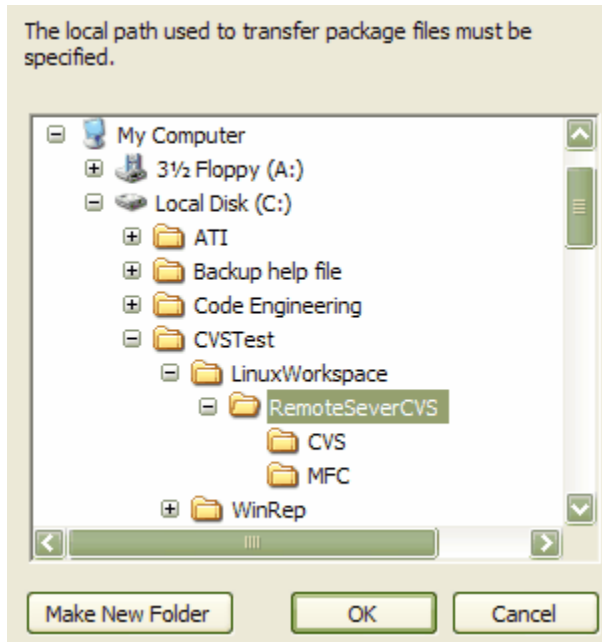 The local path used to transfer package files must be
specified.
My Computer
3½ Floppy (A:)
Local Disk (C:)
ATI
Backup help file
Code Engineering
CVSTest
LinuxWorkspace
RemoteSeverCVS
CVS
MFC
WinRep
Make New Folder
OK
Cancel